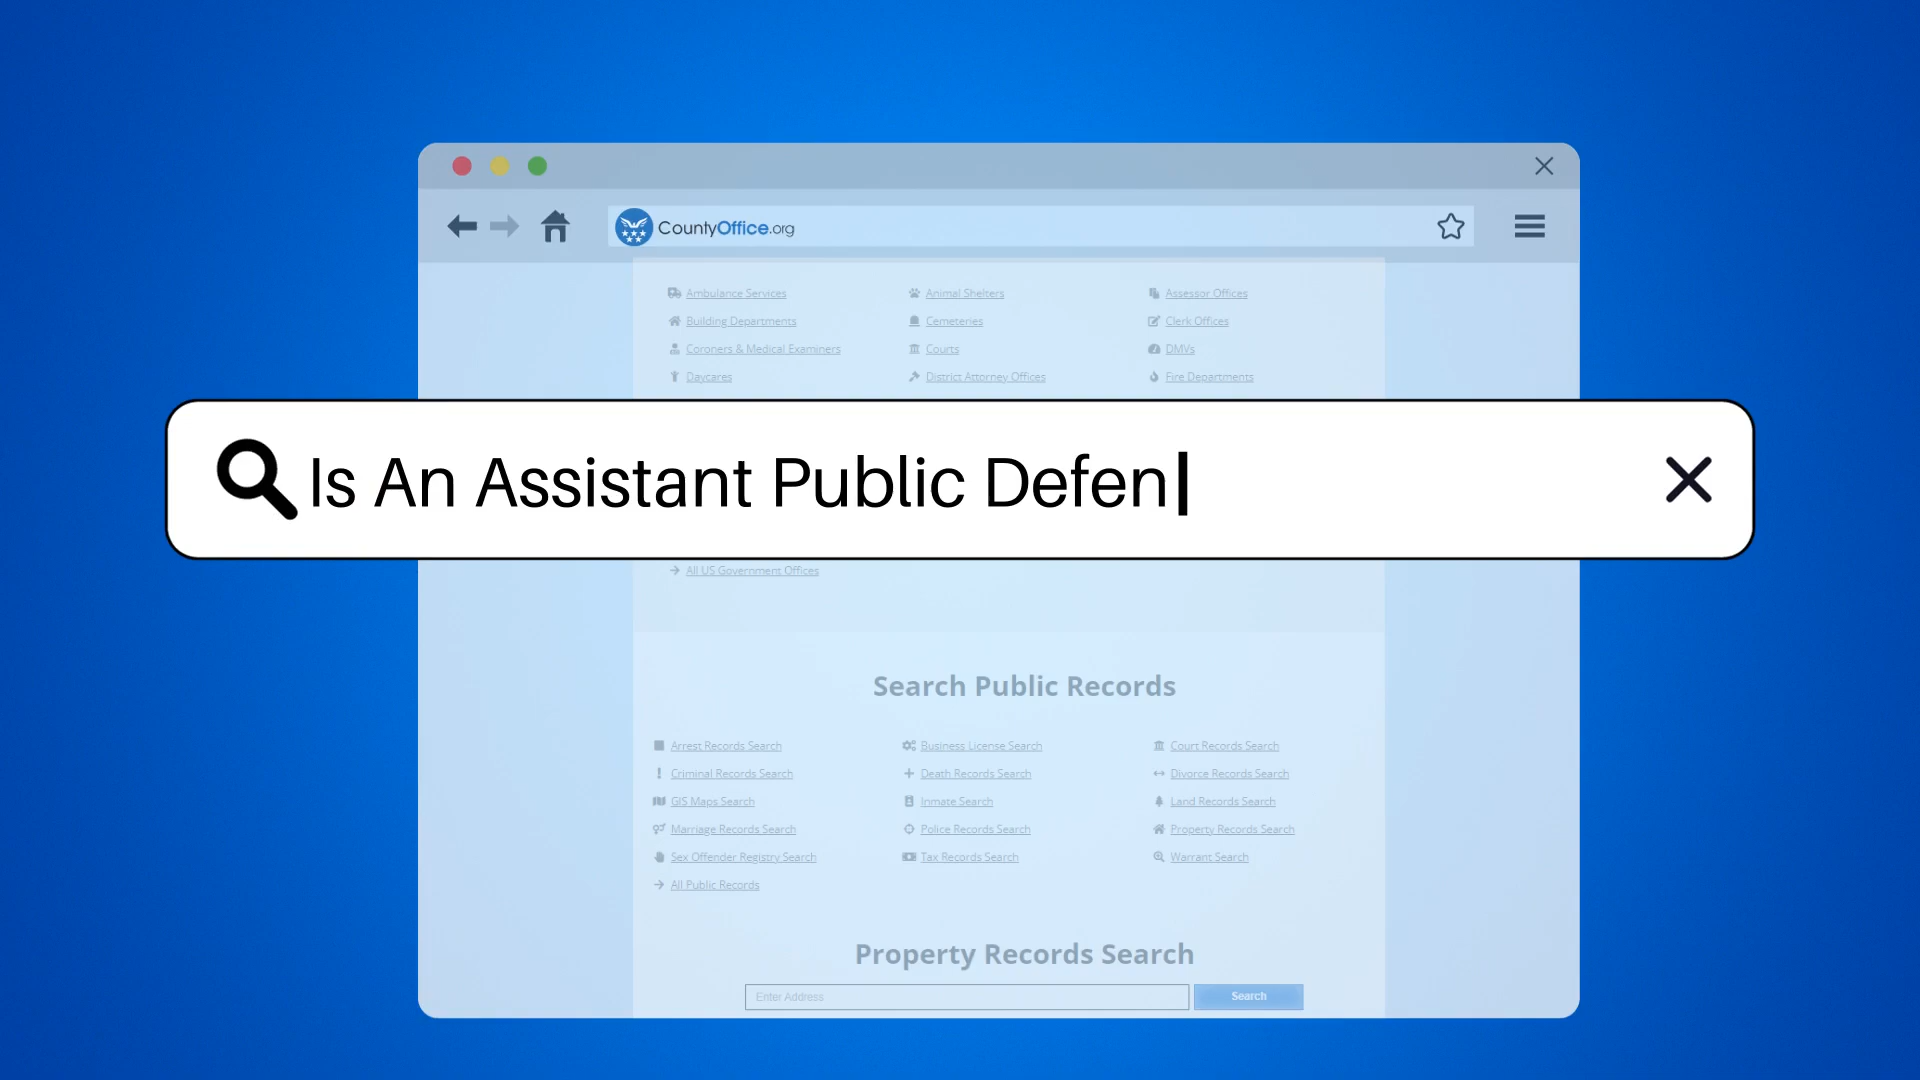 CountyOffice.org
Ambulance Services Animal Shelters Assessor Offices
Building Departments Cemeteries Clerk Offices
Coroners & Medical Examiners Courts DMVs
Daycares District Attorney Offices Fire Departments
Is An Assistant Public Defen
All US Government Offices
Search Public Records
Arrest Records Search Business License Search Court Records Search
Criminal Records Search Death Records Search Divorce Records Search
GIS Maps Search Inmate Search Land Records Search
Marriage Records Search Police Records Search Property Records Search
Sex Offender Registry Search Tax Records Search Warrant Search
All Public Records
Property Records Search
Enter Address Search